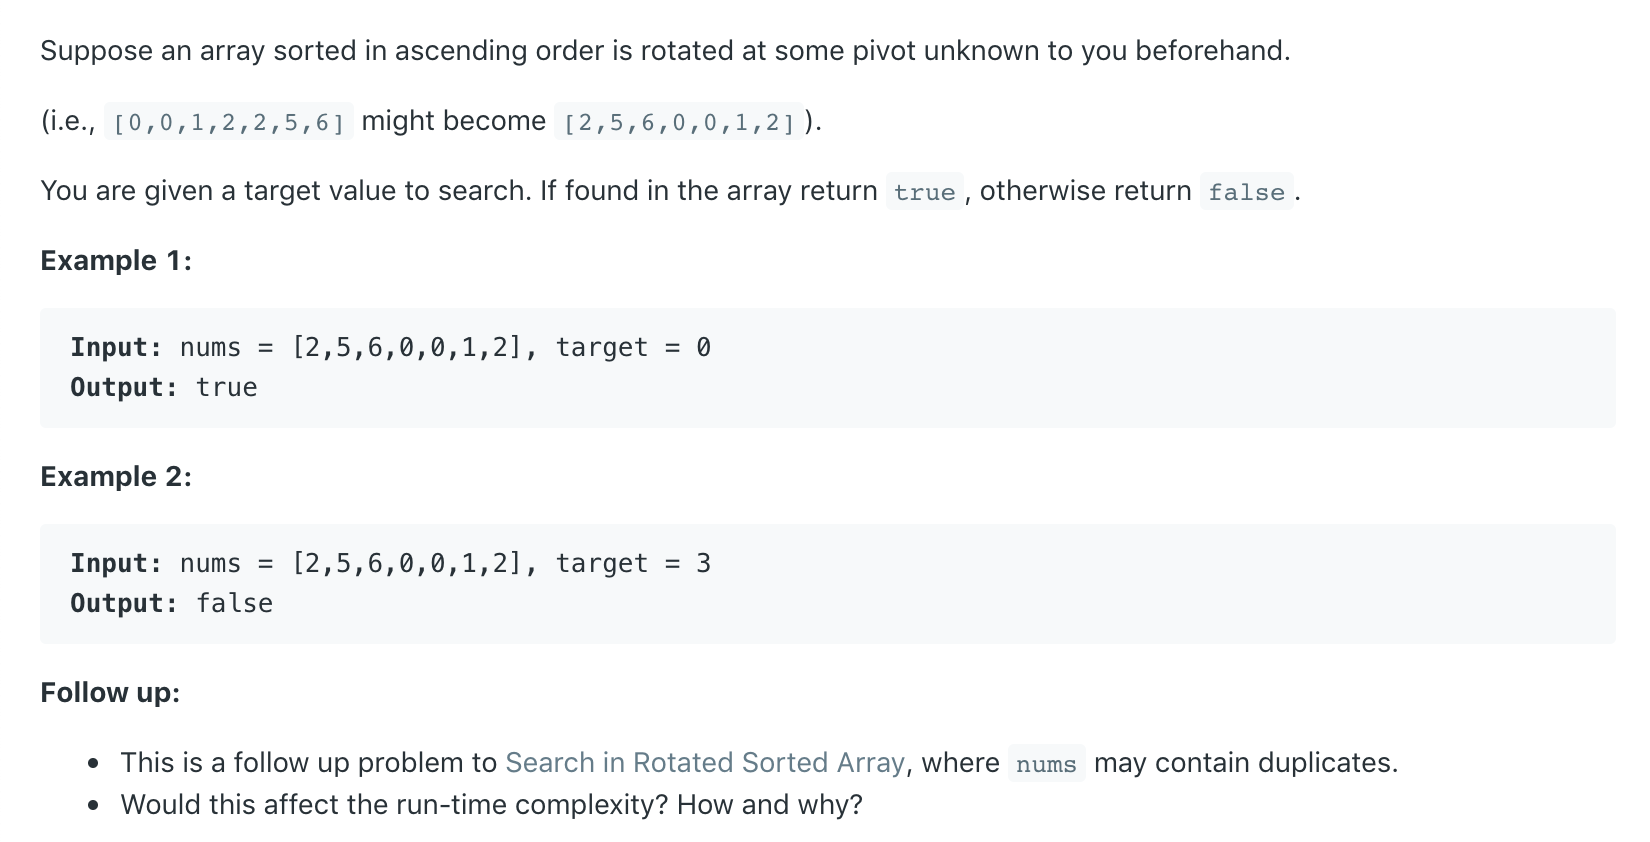 Suppose an array sorted in ascending order is rotated at some pivot unknown to you beforehand.
(i.e., [0,0,1,2,2,5,6] might become [2,5,6,0,0,1,2]).
You are given a target value to search. If found in the array return true, otherwise return false.
Example 1:
Input: nums = [2,5,6,0,0,1,2], target = 0
Output: true
Example 2:
Input: nums = [2,5,6,0,0,1,2], target = 3
Output: false
Follow up:
• This is a follow up problem to Search in Rotated Sorted Array, where nums may contain duplicates.
• Would this affect the run-time complexity? How and why?